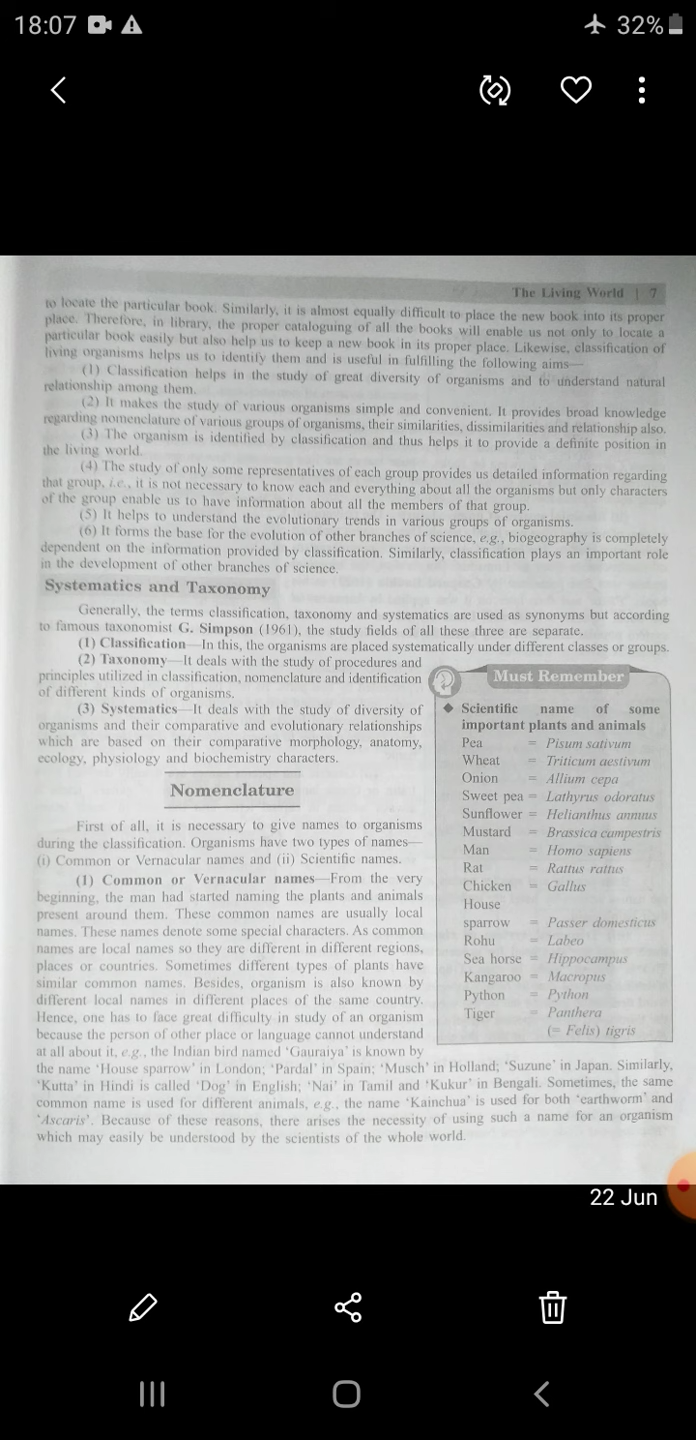 18:07
32%
The Living World | 7
to locate the particular book. Similarly, it is almost equally difficult to place the new book into its proper
place. Therefore, in library, the proper cataloguing of all the books will enable us not only to locate a
particular book easily but also help us to keep a new book in its proper place. Likewise, classification of
living organisms helps us to identify them and is useful in fulfilling the following aims—
(1) Classification helps in the study of great diversity of organisms and to understand natural
relationship among them.
(2) It makes the study of various organisms simple and convenient. It provides broad knowledge
regarding nomenclature of various groups of organisms, their similarities, dissimilarities and relationship also.
(3) The organism is identified by classification and thus helps it to provide a definite position in
the living world.
(4) The study of only some representatives of each group provides us detailed information regarding
that group, i.e., it is not necessary to know each and everything about all the organisms but only characters
of the group enable us to have information about all the members of that group.
(5) It helps to understand the evolutionary trends in various groups of organisms.
(6) It forms the base for the evolution of other branches of science, e.g., biogeography is completely
dependent on the information provided by classification. Similarly, classification plays an important role
in the development of other branches of science.
Systematics and Taxonomy
Generally, the terms classification, taxonomy and systematics are used as synonyms but according
to famous taxonomist G. Simpson (1961), the study fields of all these three are separate.
(1) Classification—In this, the organisms are placed systematically under different classes or groups.
(2) Taxonomy—It deals with the study of procedures and
principles utilized in classification, nomenclature and identification
of different kinds of organisms.
(3) Systematics—It deals with the study of diversity of
organisms and their comparative and evolutionary relationships
which are based on their comparative morphology, anatomy,
ecology, physiology and biochemistry characters.
Nomenclature
First of all, it is necessary to give names to organisms
during the classification. Organisms have two types of names—
(i) Common or Vernacular names and (ii) Scientific names.
(1) Common or Vernacular names—From the very
beginning, the man had started naming the plants and animals
present around them. These common names are usually local
names. These names denote some special characters. As common
names are local names so they are different in different regions,
places or countries. Sometimes different types of plants have
similar common names. Besides, organism is also known by
different local names in different places of the same country.
Hence, one has to face great difficulty in study of an organism
because the person of other place or language cannot understand
at all about it, e.g., the Indian bird named 'Gauraiya' is known by
the name 'House sparrow' in London; 'Pardal' in Spain; 'Musch' in Holland; 'Suzune' in Japan. Similarly,
'Kutta' in Hindi is called 'Dog' in English; 'Nai' in Tamil and 'Kukur' in Bengali. Sometimes, the same
common name is used for different animals, e.g., the name 'Kainchua' is used for both 'earthworm' and
'Ascaris'. Because of these reasons, there arises the necessity of using such a name for an organism
which may easily be understood by the scientists of the whole world.
Must Remember
◆ Scientific name of some
important plants and animals
Pea = Pisum sativum
Wheat = Triticum aestivum
Onion = Allium cepa
Sweet pea = Lathyrus odoratus
Sunflower = Helianthus annuus
Mustard = Brassica campestris
Man = Homo sapiens
Rat = Rattus rattus
Chicken = Gallus
House
sparrow = Passer domesticus
Rohu = Labeo
Sea horse = Hippocampus
Kangaroo = Macropus
Python = Python
Tiger = Panthera
(= Felis) tigris
22 Jun